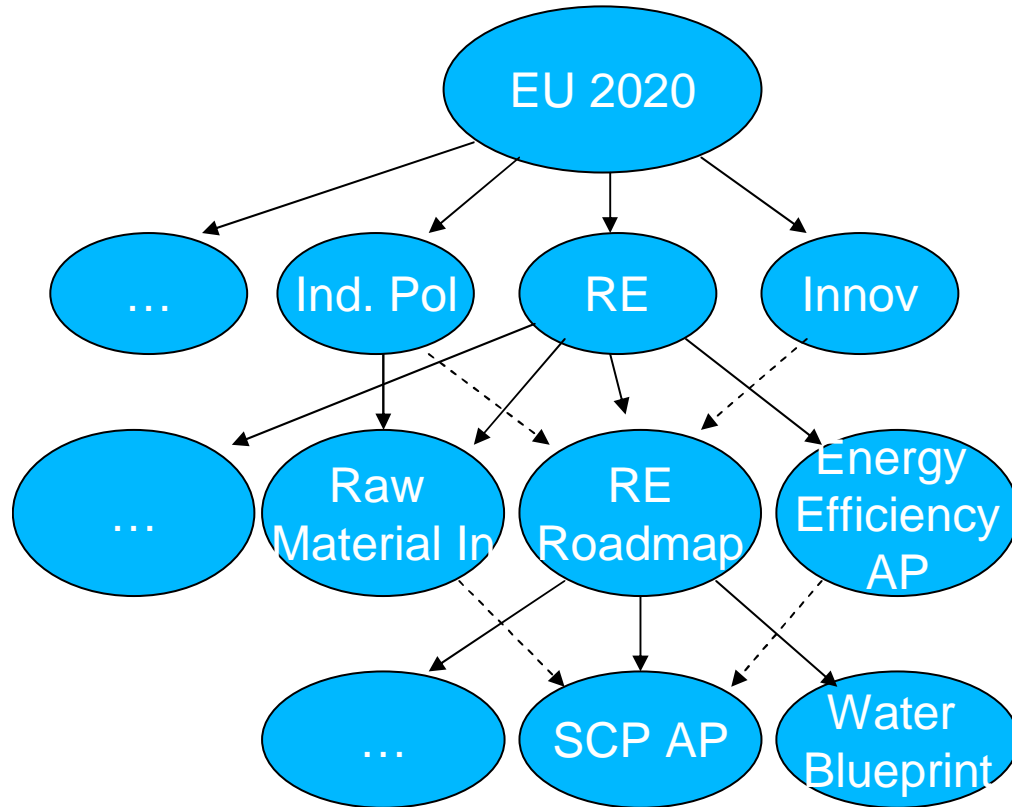 EU 2020
…
Ind. Pol
RE
Innov
…
Raw
Material In
RE
Roadmap
Energy
Efficiency
AP
…
SCP AP
Water
Blueprint